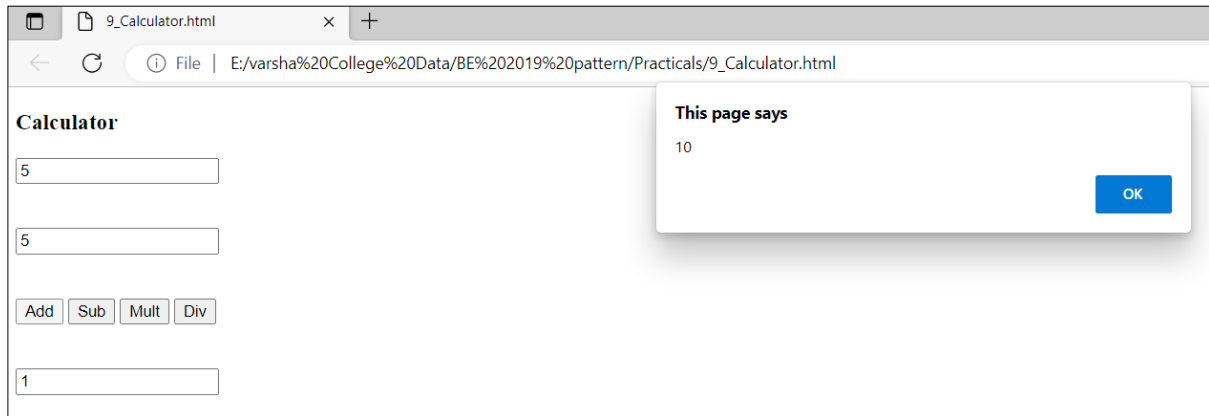 9_Calculator.html
File | E:/varsha%20College%20Data/BE%202019%20pattern/Practicals/9_Calculator.html
This page says
10
OK
Calculator
5
5
Add Sub Mult Div
1